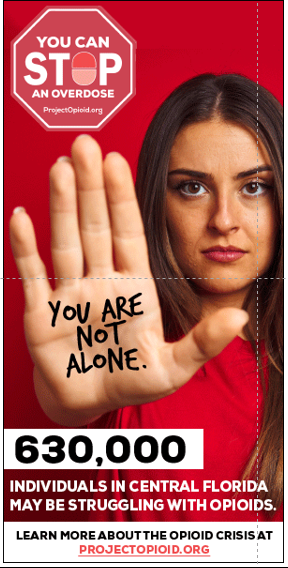 YOU CAN
STOP
AN OVERDOSE
ProjectOpioid.org
YOU ARE
NOT
ALONE.
630,000
INDIVIDUALS IN CENTRAL FLORIDA
MAY BE STRUGGLING WITH OPIOIDS.
LEARN MORE ABOUT THE OPIOID CRISIS AT
PROJECTOPIOID.ORG